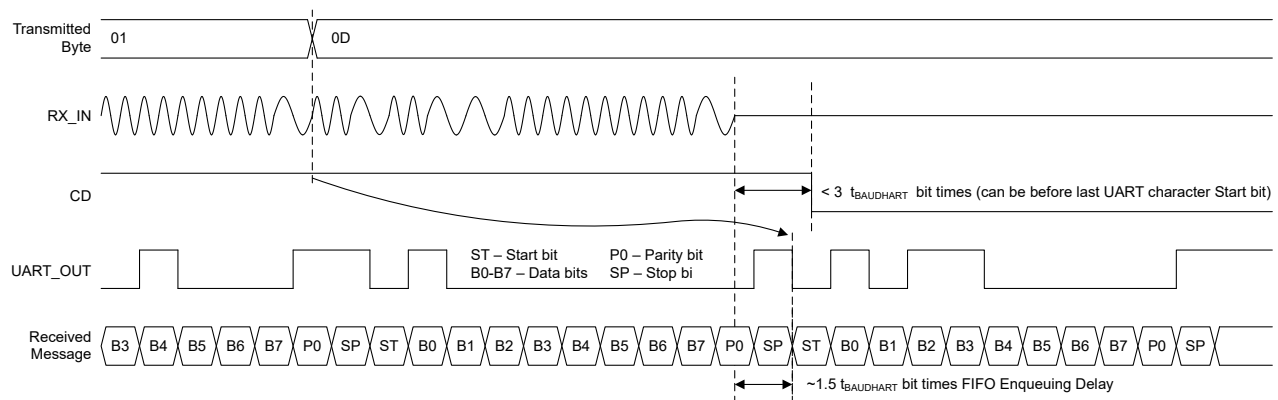 Transmitted
Byte
01
0D
RX_IN
CD
< 3 tBAUDHART bit times (can be before last UART character Start bit)
UART_OUT
ST – Start bit P0 – Parity bit
B0-B7 – Data bits SP – Stop bi
Received
Message
B3 B4 B5 B6 B7 P0 SP ST B0 B1 B2 B3 B4 B5 B6 B7 P0 SP ST B0 B1 B2 B3 B4 B5 B6 B7 P0 SP
~1.5 tBAUDHART bit times FIFO Enqueuing Delay